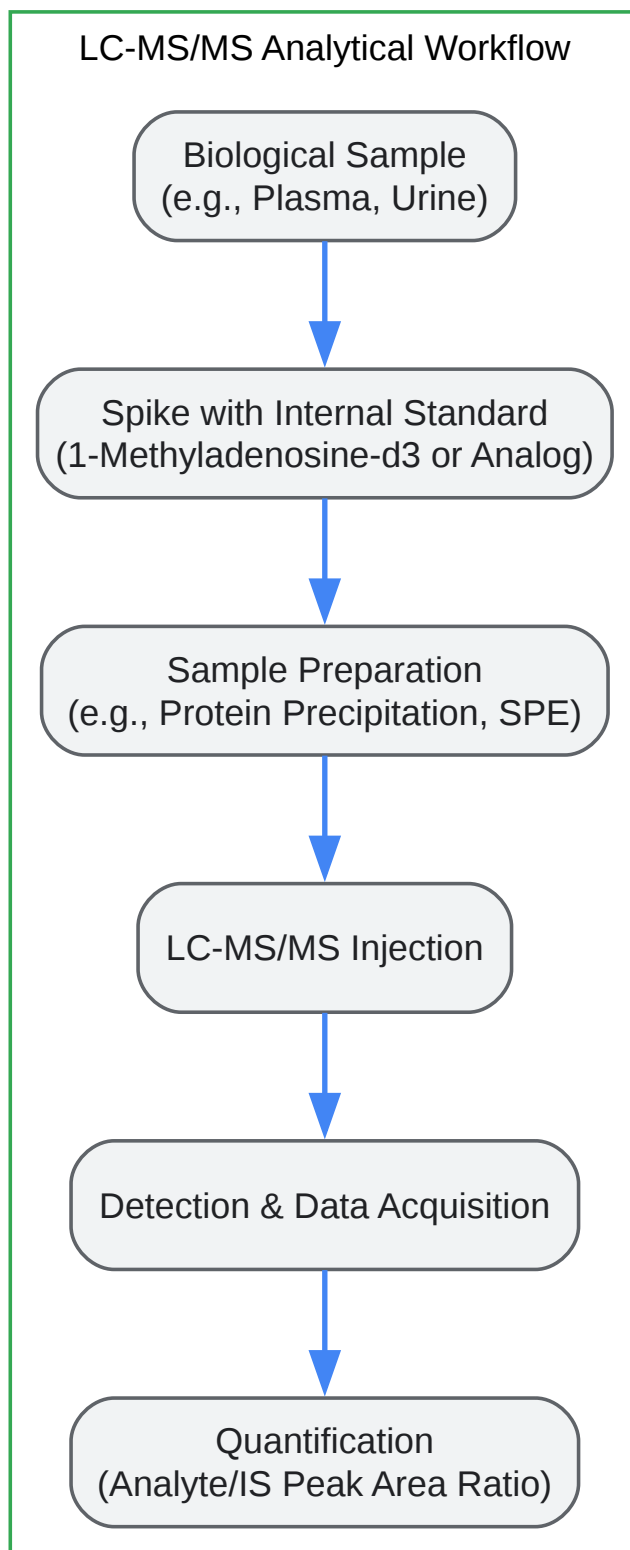 LC-MS/MS Analytical Workflow
Biological Sample
(e.g., Plasma, Urine)
Spike with Internal Standard
(1-Methyladenosine-d3 or Analog)
Sample Preparation
(e.g., Protein Precipitation, SPE)
LC-MS/MS Injection
Detection & Data Acquisition
Quantification
(Analyte/IS Peak Area Ratio)